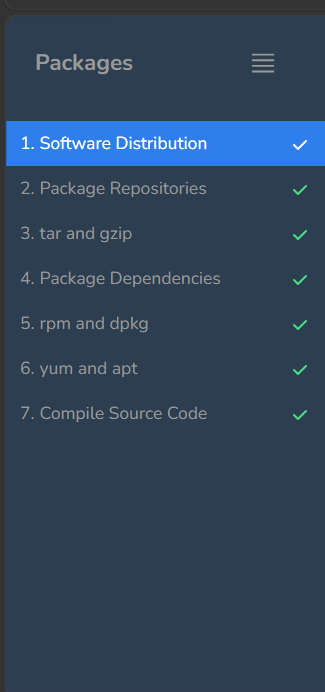 Packages
1. Software Distribution
2. Package Repositories
3. tar and gzip
4. Package Dependencies
5. rpm and dpkg
6. yum and apt
7. Compile Source Code